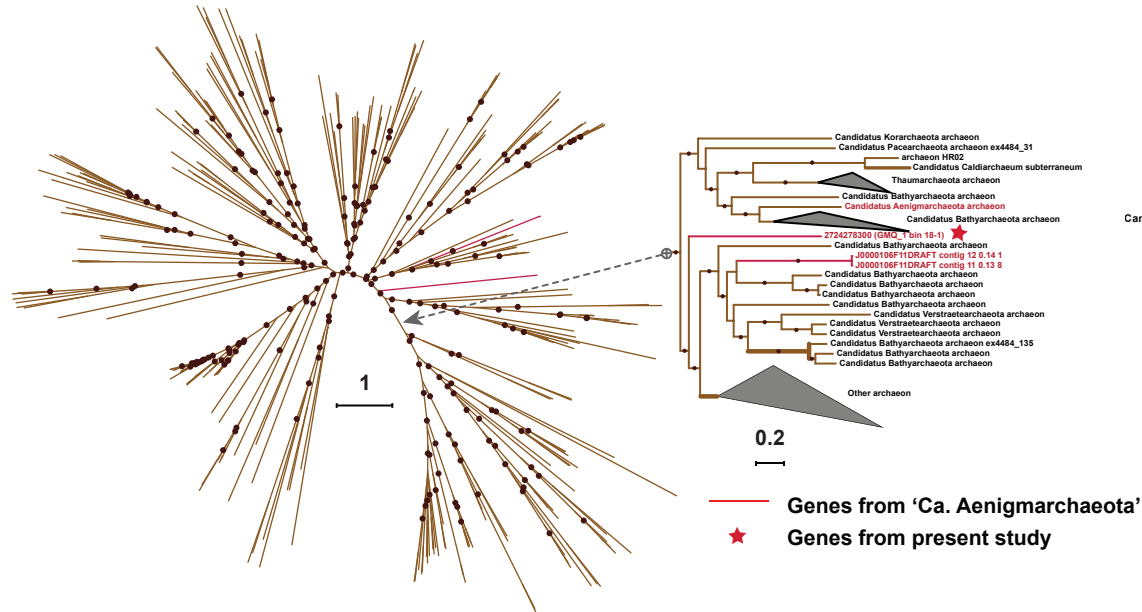 Candidatus Korarchaeota archaeon
Candidatus Pacearchaeota archaeon ex4484_31
archaeon HR02
Candidatus Caldiarchaeum subterraneum
Thaumarchaeota archaeon
Candidatus Bathyarchaeota archaeon
Candidatus Aenigmarchaeota archaeon
Candidatus Bathyarchaeota archaeon
Car
2724278300 (GMQ_1 bin 18-1)
Candidatus Bathyarchaeota archaeon
J0000106F11DRAFT contig 12 0.14 1
J0000106F11DRAFT contig 11 0.13 8
Candidatus Bathyarchaeota archaeon
Candidatus Bathyarchaeota archaeon
Candidatus Bathyarchaeota archaeon
Candidatus Bathyarchaeota archaeon
Candidatus Verstraetearchaeota archaeon
Candidatus Verstraetearchaeota archaeon
Candidatus Verstraetearchaeota archaeon
Candidatus Bathyarchaeota archaeon ex4484_135
Candidatus Bathyarchaeota archaeon
Candidatus Bathyarchaeota archaeon
Other archaeon
1
0.2
Genes from ‘Ca. Aenigmarchaeota’
Genes from present study